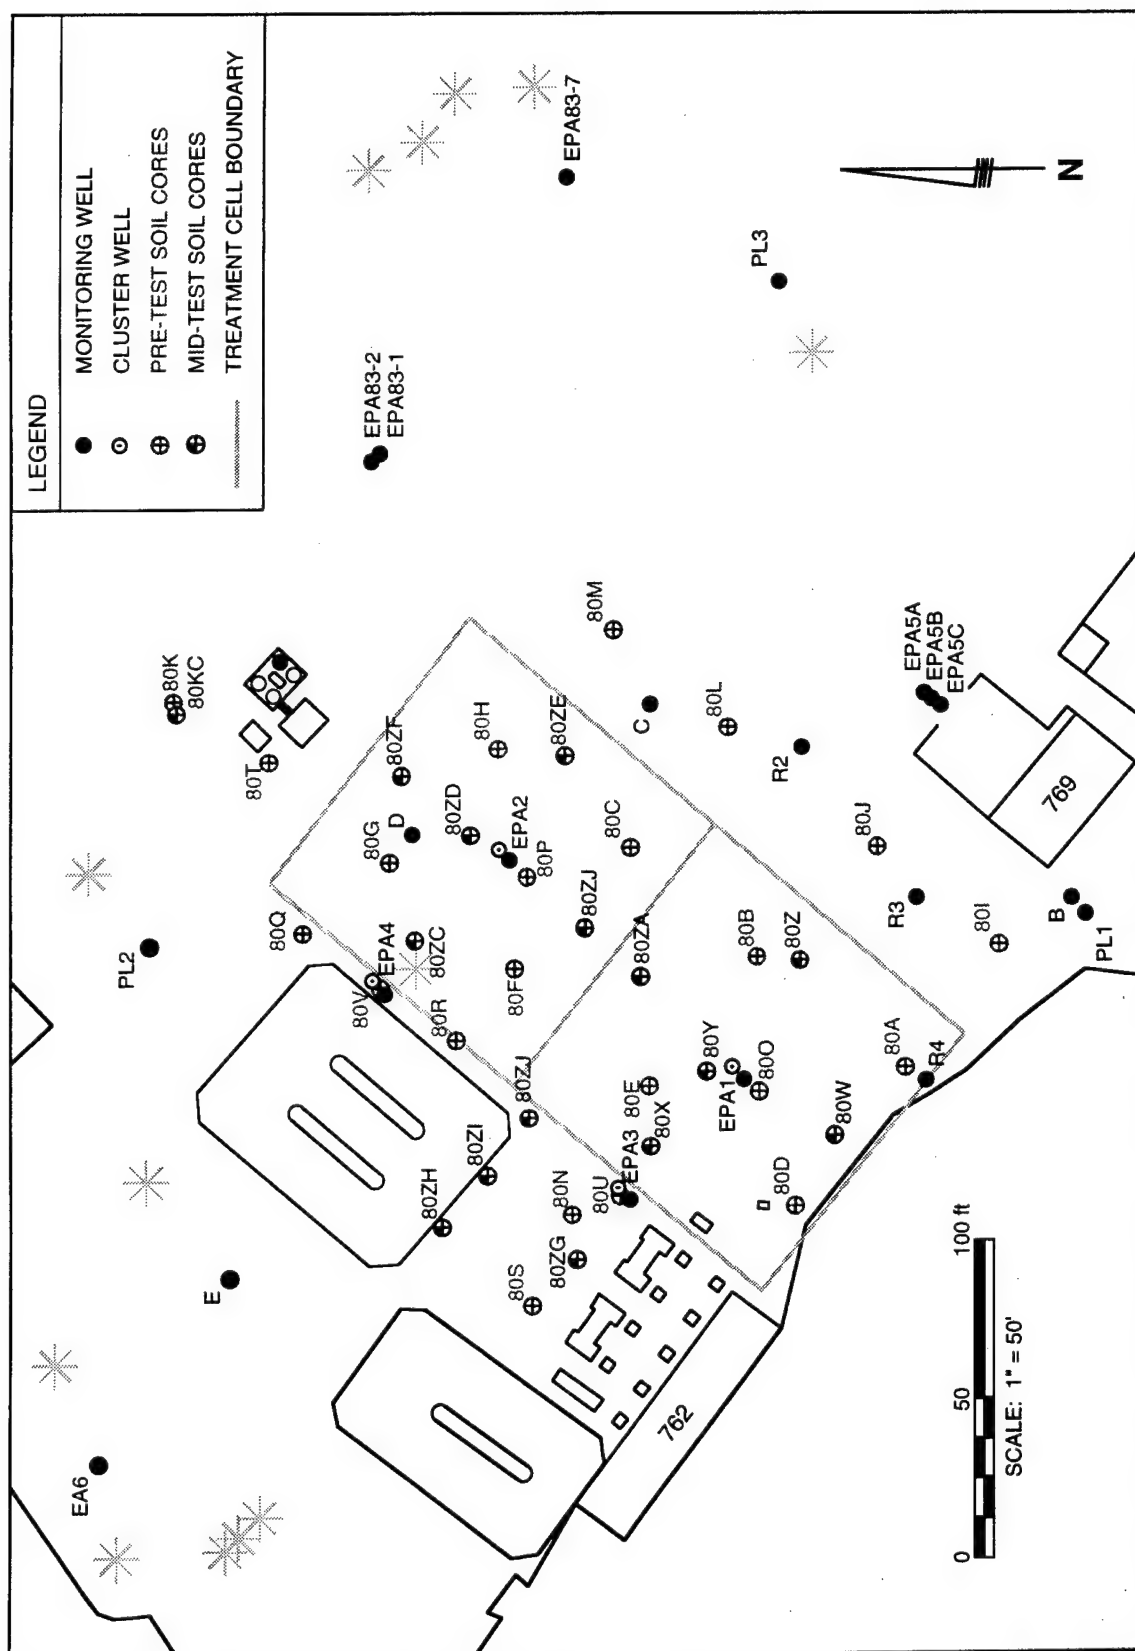 LEGEND
MONITORING WELL
CLUSTER WELL
PRE-TEST SOIL CORES
MID-TEST SOIL CORES
TREATMENT CELL BOUNDARY
EA6
E
PL2
80K
80KC
80T
80Q
EPA83-2
EPA83-1
EPA83-7
PL3
N
80ZF
80G
D
80ZD
80H
EPA2
80P
80ZE
80M
C
80L
80C
80ZJ
80ZC
EPA4
80V
80R
80F
80ZJ
80ZI
80ZH
80N
80ZG
80S
80U
EPA3
80X
80E
80Y
EPA1
80O
80ZA
80B
80Z
80W
80D
80A
R4
R2
R3
80J
80I
B
PL1
EPA5A
EPA5B
EPA5C
769
762
0
50
100 ft
SCALE: 1" = 50'